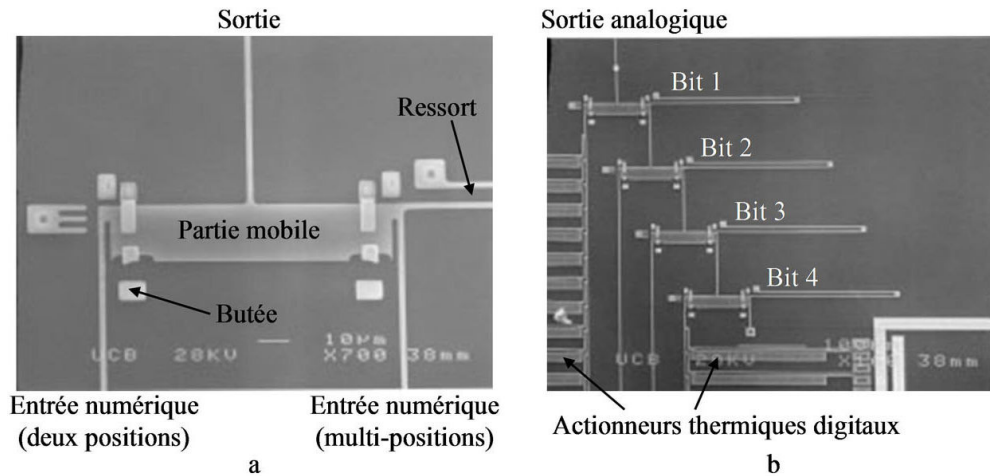 Sortie
Ressort
Partie mobile
Butée
10µm
UCB 28KV X700 38mm
Entrée numérique
(deux positions)
Entrée numérique
(multi-positions)
a
Sortie analogique
Bit 1
Bit 2
Bit 3
Bit 4
UCB
38mm
Actionneurs thermiques digitaux
b